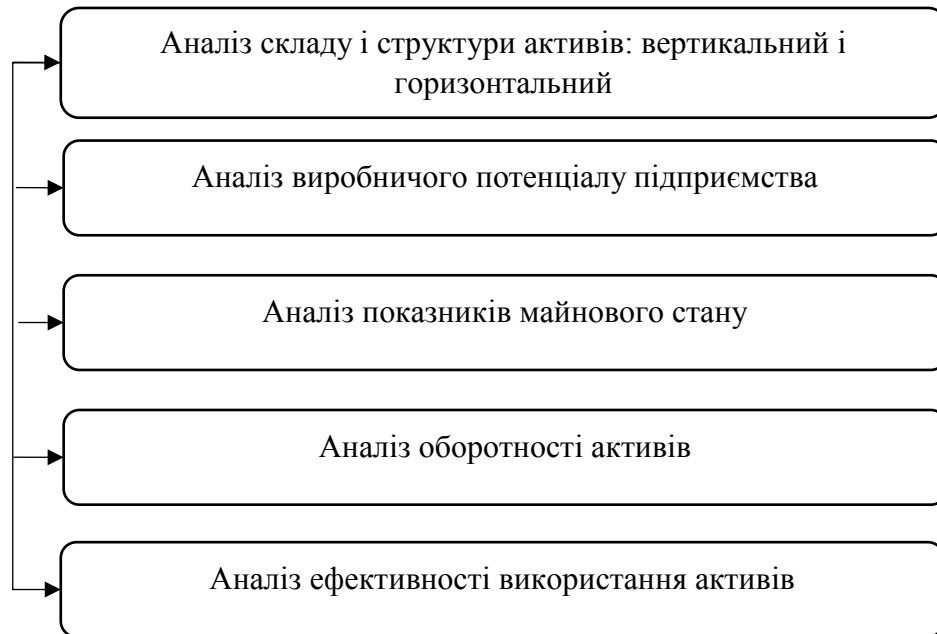 Аналіз складу і структури активів: вертикальний і
горизонтальний
Аналіз виробничого потенціалу підприємства
Аналіз показників майнового стану
Аналіз оборотності активів
Аналіз ефективності використання активів